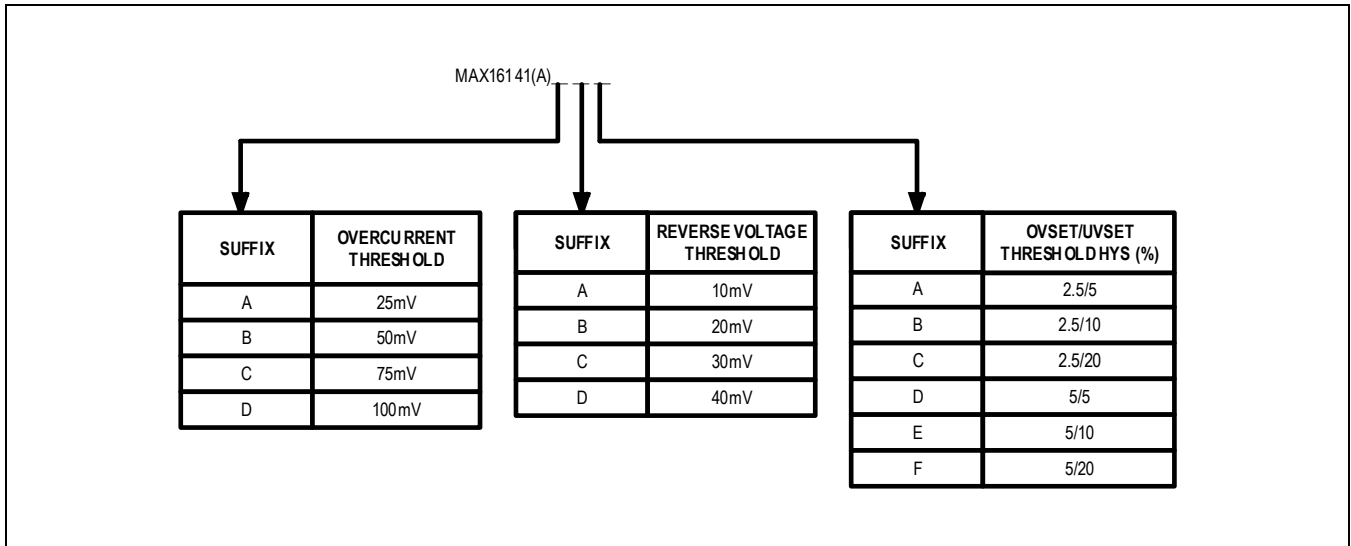 MAX16141(A)_ _ _
SUFFIX
OVERCURRENT
THRESHOLD
A 25mV
B 50mV
C 75mV
D 100mV
SUFFIX
REVERSE VOLTAGE
THRESHOLD
A 10mV
B 20mV
C 30mV
D 40mV
SUFFIX
OVSET/UVSET
THRESHOLD HYS (%)
A 2.5/5
B 2.5/10
C 2.5/20
D 5/5
E 5/10
F 5/20